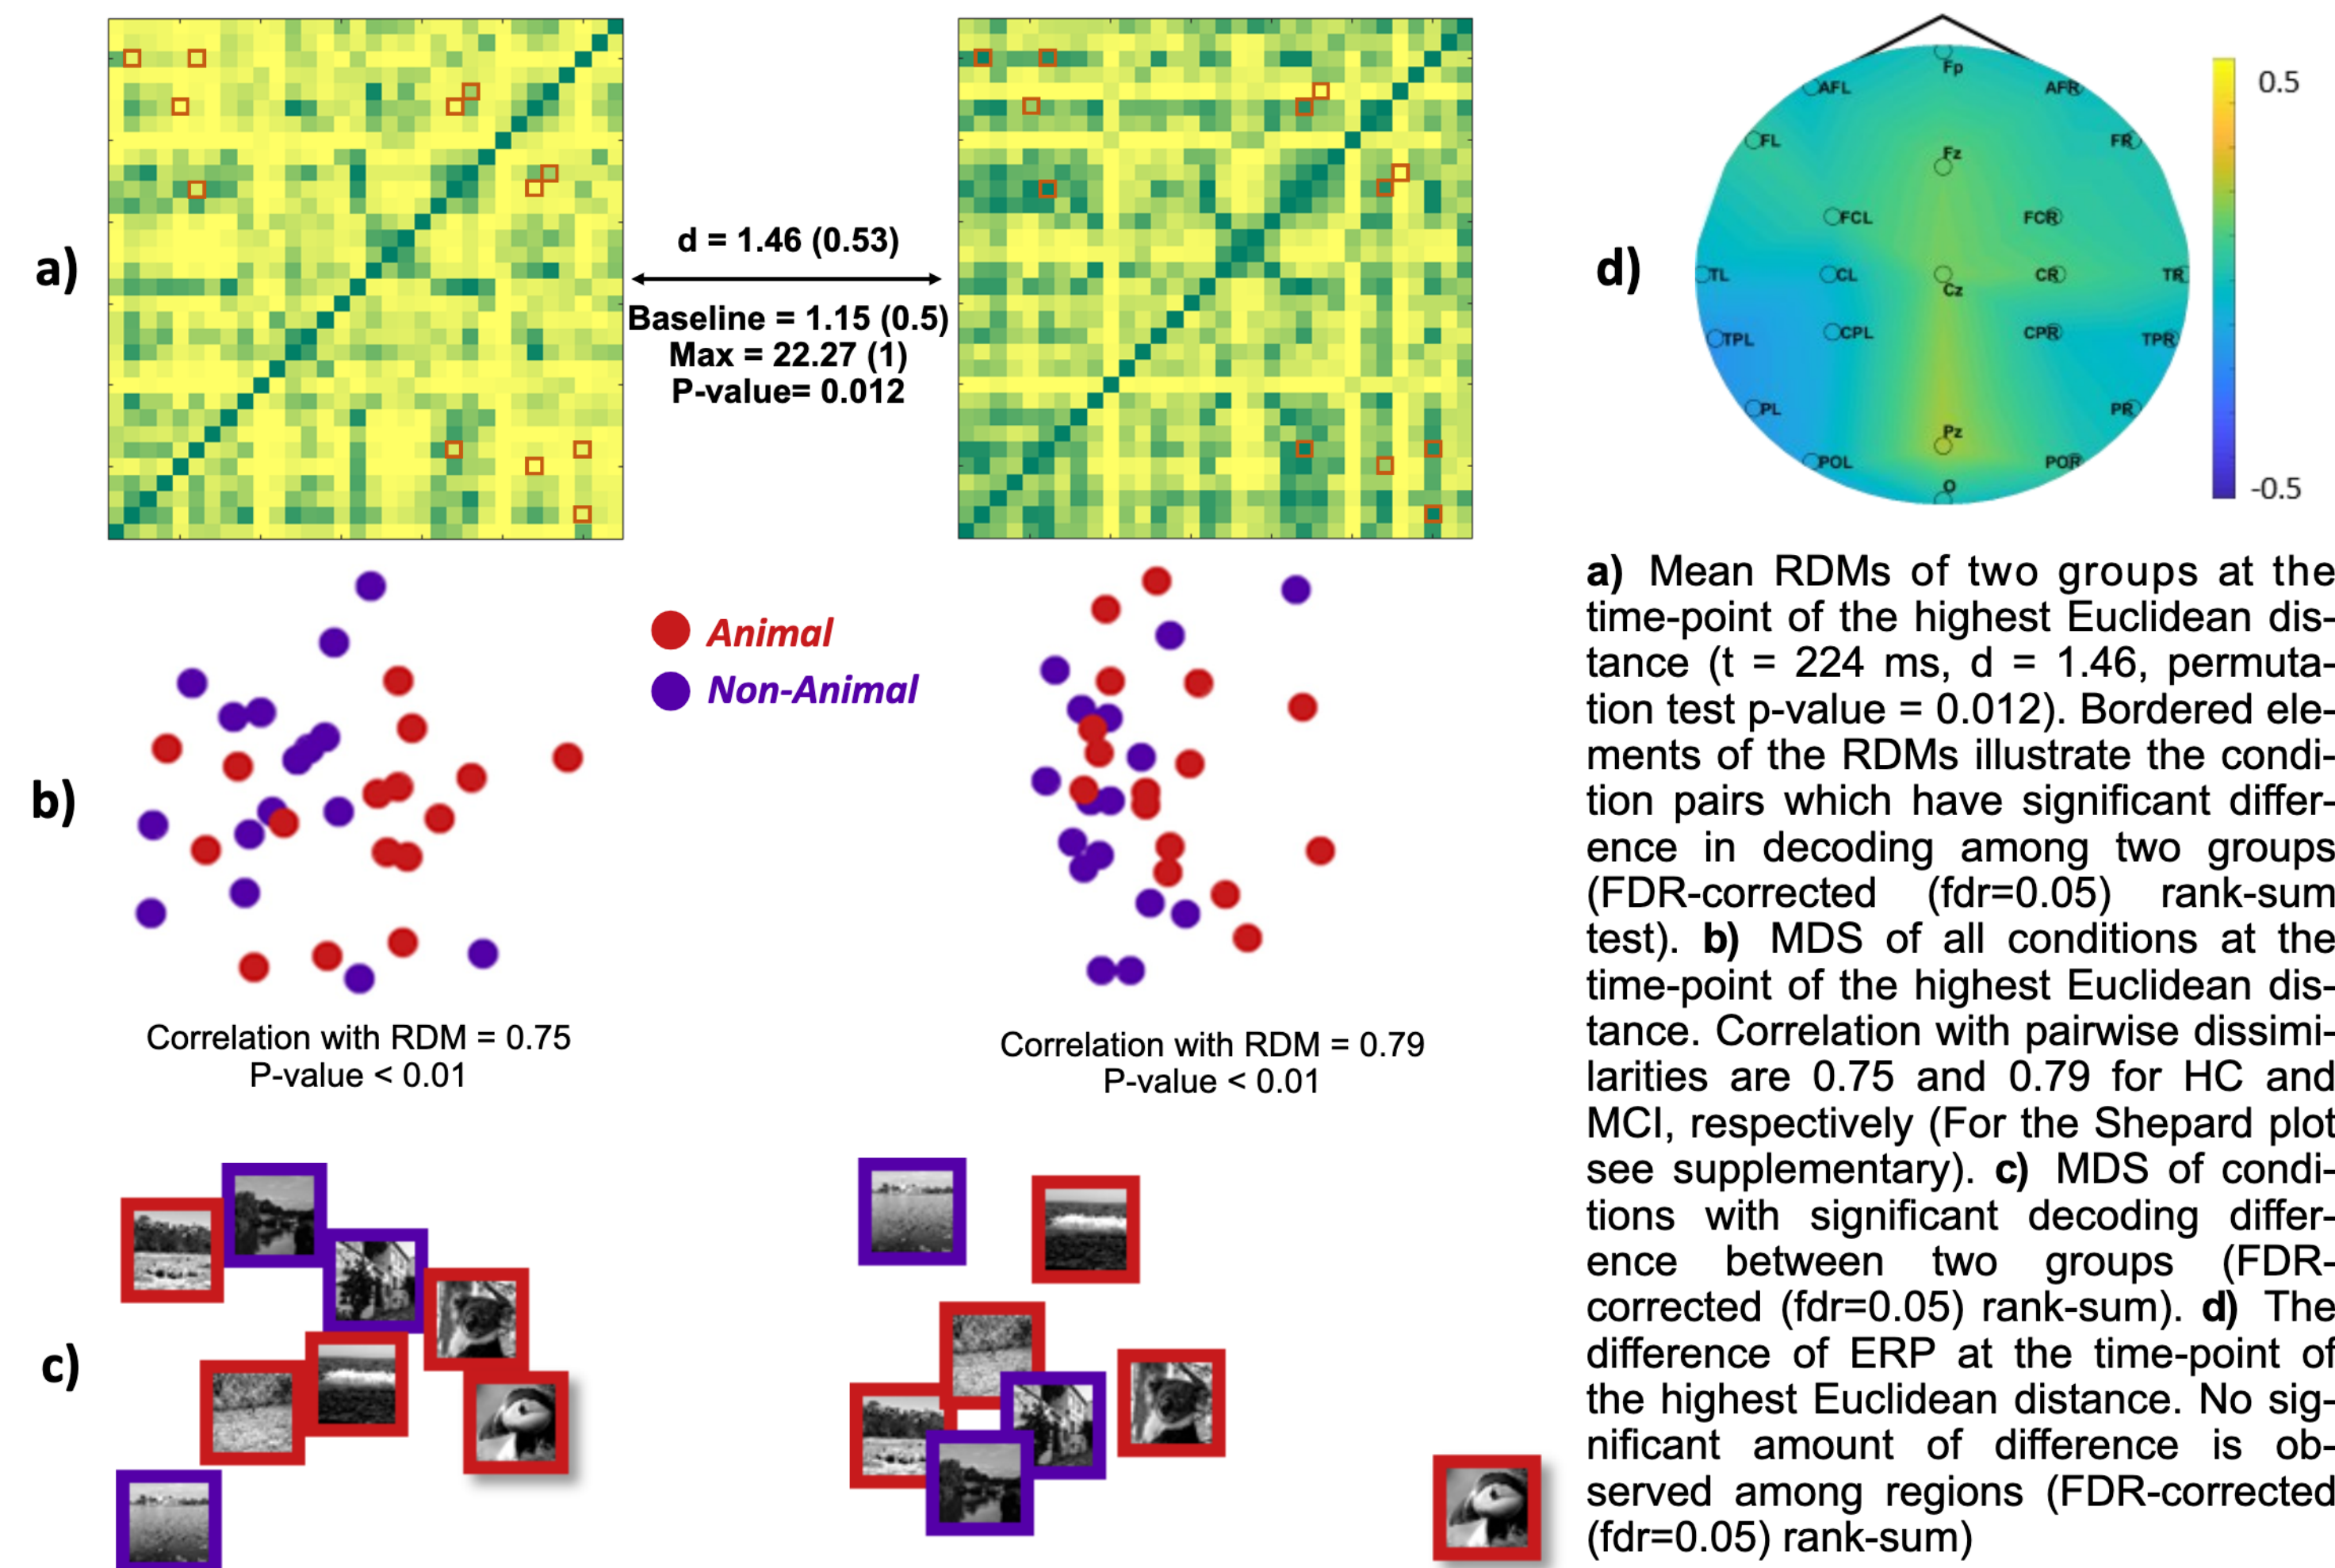 a)
d = 1.46 (0.53)
Baseline = 1.15 (0.5)
Max = 22.27 (1)
P-value= 0.012
d)
Fp
AFL
AFR
FL
FR
Fz
FCL
FCR
TL
CL
Cz
CR
TR
TPL
CPL
CPR
TPR
PL
PR
Pz
POL
POR
O
0.5
-0.5
b)
Animal
Non-Animal
Correlation with RDM = 0.75
P-value < 0.01
Correlation with RDM = 0.79
P-value < 0.01
c)
a) Mean RDMs of two groups at the
time-point of the highest Euclidean dis-
tance (t = 224 ms, d = 1.46, permuta-
tion test p-value = 0.012). Bordered ele-
ments of the RDMs illustrate the condi-
tion pairs which have significant differ-
ence in decoding among two groups
(FDR-corrected (fdr=0.05) rank-sum
test). b) MDS of all conditions at the
time-point of the highest Euclidean dis-
tance. Correlation with pairwise dissimi-
larities are 0.75 and 0.79 for HC and
MCI, respectively (For the Shepard plot
see supplementary). c) MDS of condi-
tions with significant decoding differ-
ence between two groups (FDR-
corrected (fdr=0.05) rank-sum). d) The
difference of ERP at the time-point of
the highest Euclidean distance. No sig-
nificant amount of difference is ob-
served among regions (FDR-corrected
(fdr=0.05) rank-sum)